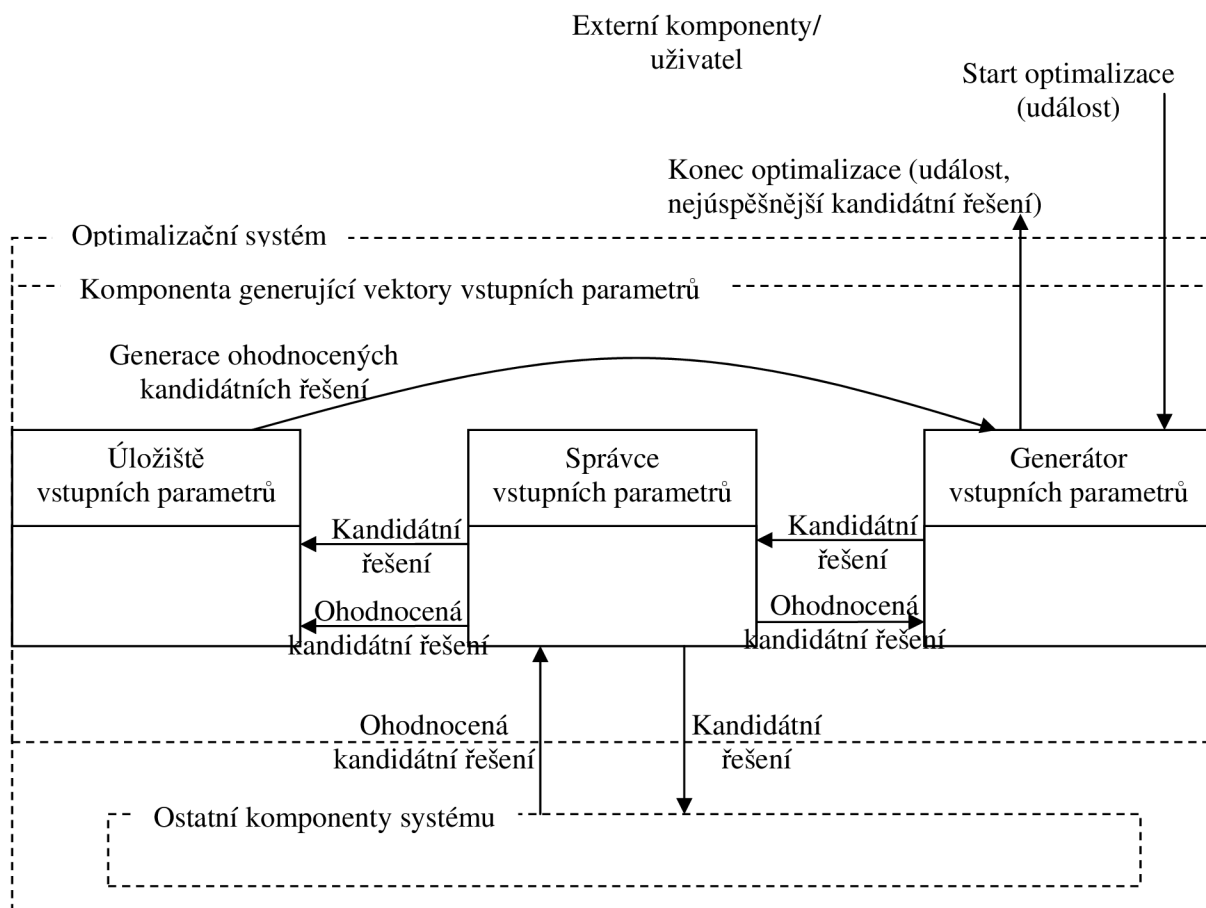 Externí komponenty/
uživatel
Start optimalizace
(událost)
Konec optimalizace (událost,
nejúspěšnější kandidátní řešení)
Optimalizační systém
Komponenta generující vektory vstupních parametrů
Generace ohodnocených
kandidátních řešení
Úložiště
vstupních parametrů
Správce
vstupních parametrů
Generátor
vstupních parametrů
Kandidátní
řešení
Kandidátní
řešení
Ohodnocená
kandidátní řešení
Ohodnocená
kandidátní řešení
Ohodnocená
kandidátní řešení
Kandidátní
řešení
Ostatní komponenty systému